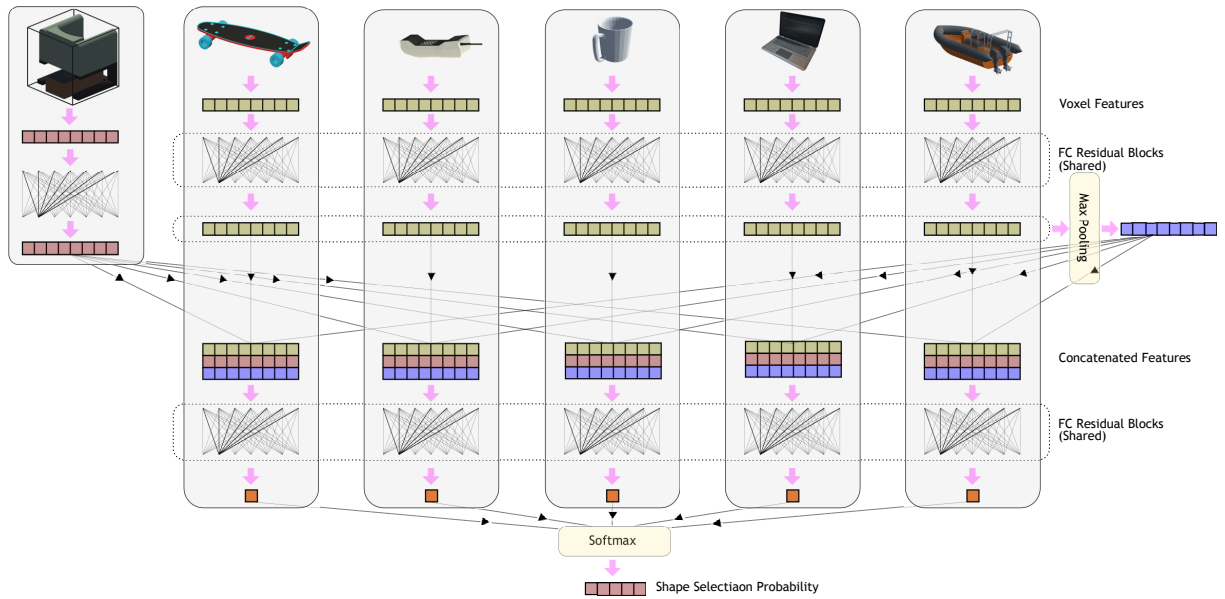 Voxel Features
FC Residual Blocks
(Shared)
Max Pooling
Concatenated Features
FC Residual Blocks
(Shared)
Softmax
Shape Selectiaon Probability